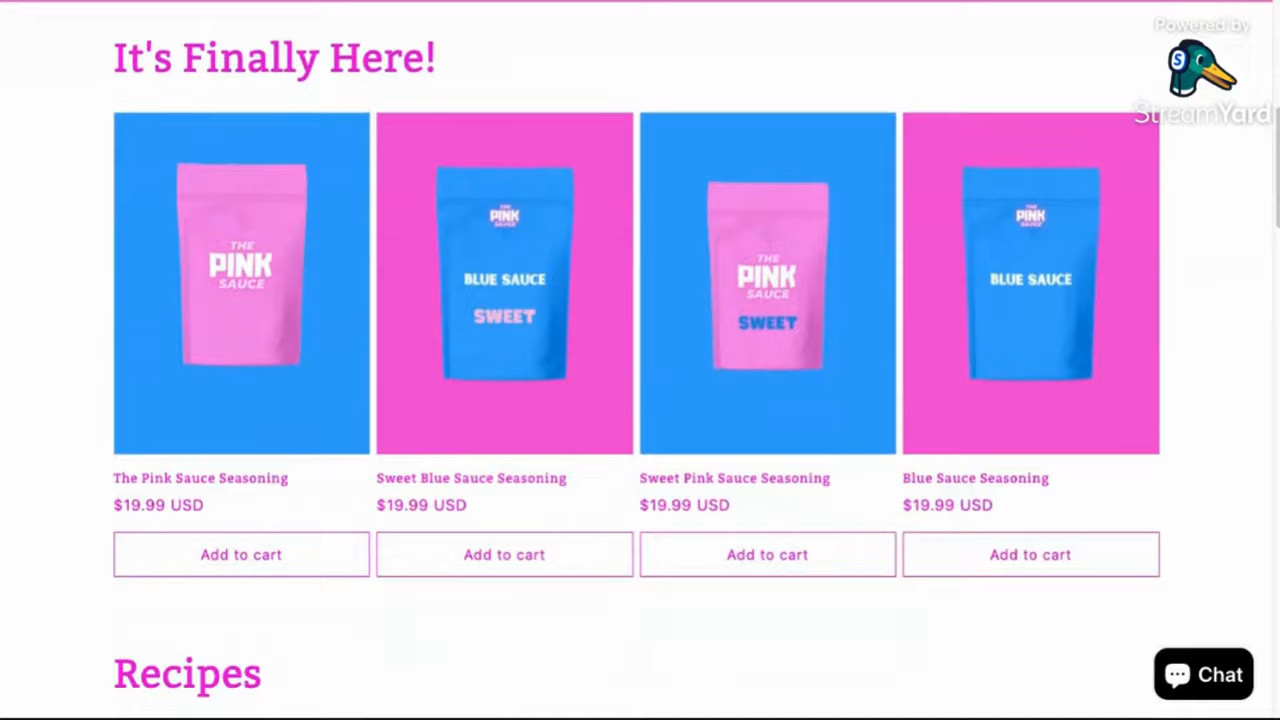 Powered by
S
StreamYard
It's Finally Here!
THE
PINK
SAUCE
THE
PINK
SAUCE
BLUE SAUCE
SWEET
THE
PINK
SAUCE
SWEET
THE
PINK
SAUCE
BLUE SAUCE
The Pink Sauce Seasoning
$19.99 USD
Add to cart
Sweet Blue Sauce Seasoning
$19.99 USD
Add to cart
Sweet Pink Sauce Seasoning
$19.99 USD
Add to cart
Blue Sauce Seasoning
$19.99 USD
Add to cart
Recipes
Chat